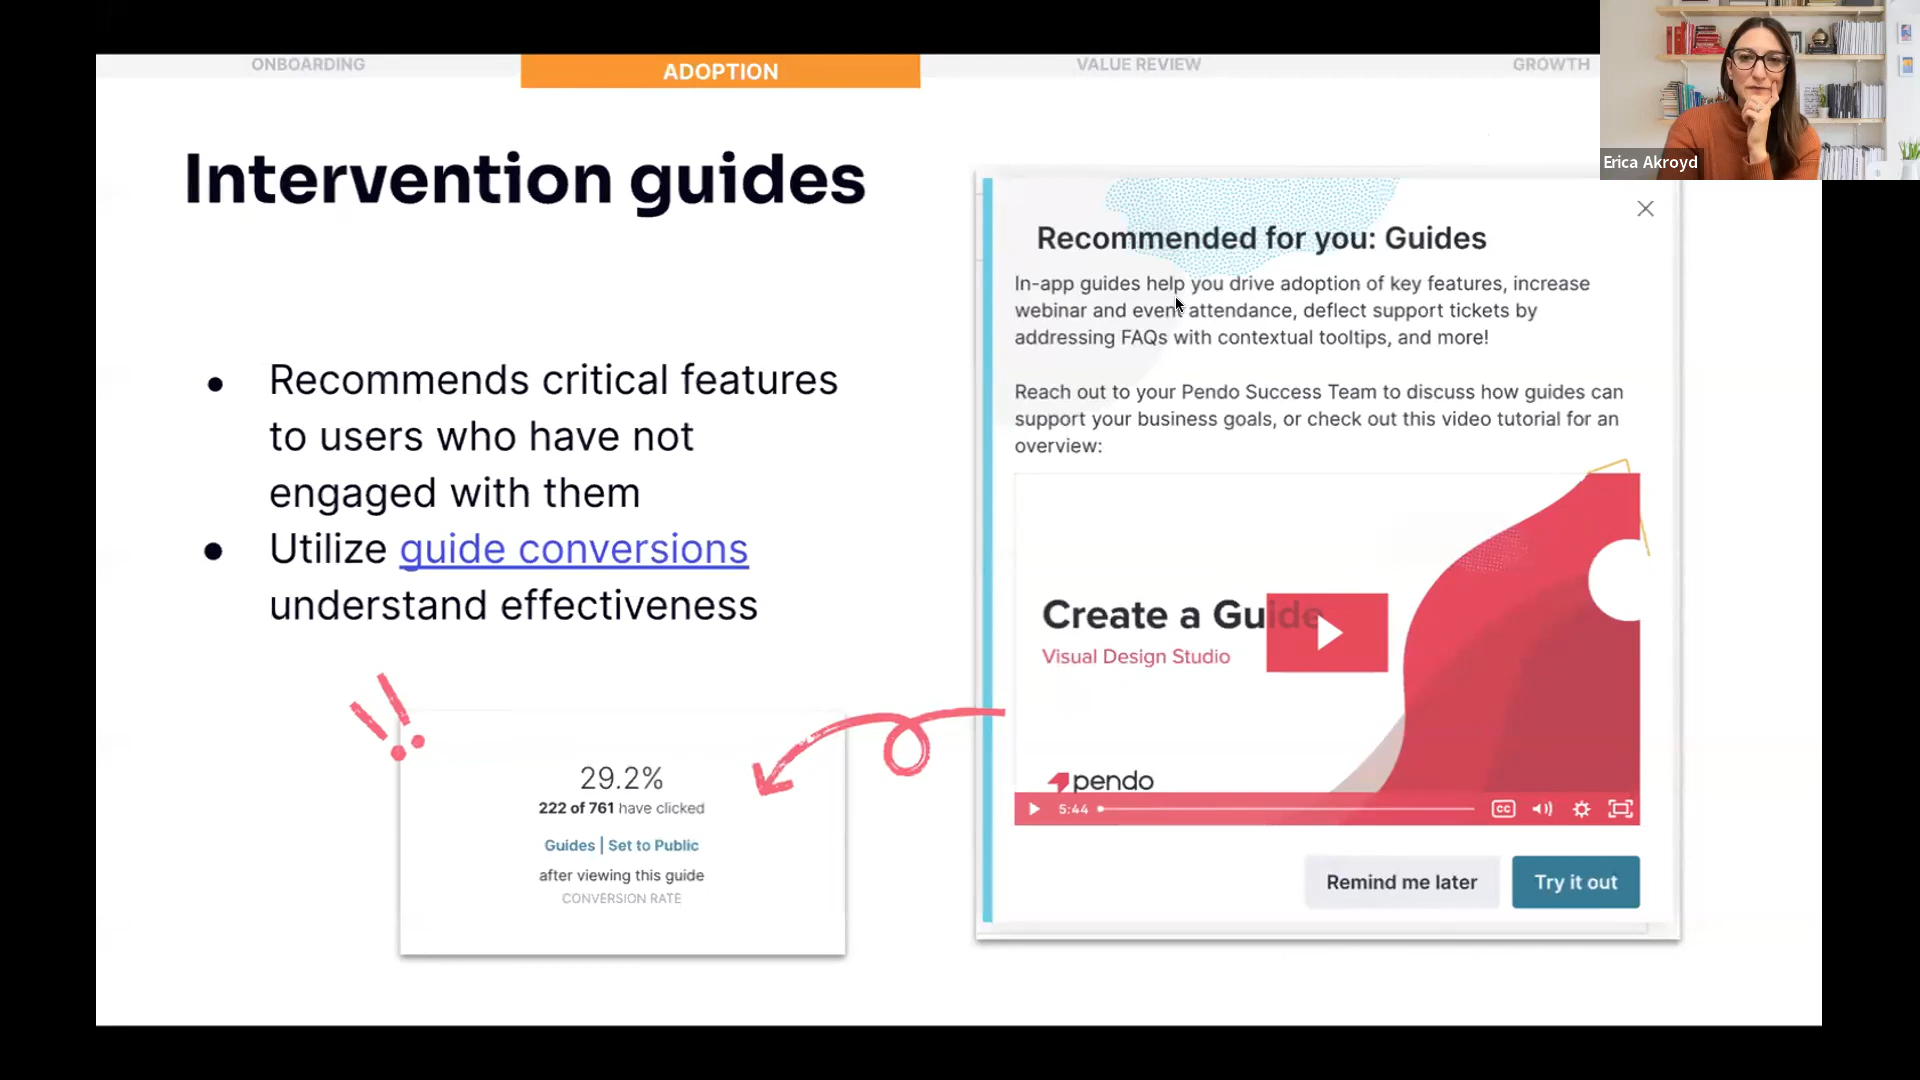 ONBOARDING
ADOPTION
VALUE REVIEW
GROWTH
Erica Akroyd
Intervention guides
Recommends critical features
to users who have not
engaged with them
Utilize guide conversions
understand effectiveness
29.2%
222 of 761 have clicked
Guides | Set to Public
after viewing this guide
CONVERSION RATE
Recommended for you: Guides
In-app guides help you drive adoption of key features, increase
webinar and event attendance, deflect support tickets by
addressing FAQs with contextual tooltips, and more!
Reach out to your Pendo Success Team to discuss how guides can
support your business goals, or check out this video tutorial for an
overview:
Create a Guide
Visual Design Studio
pendo
5:44
CC
Remind me later
Try it out